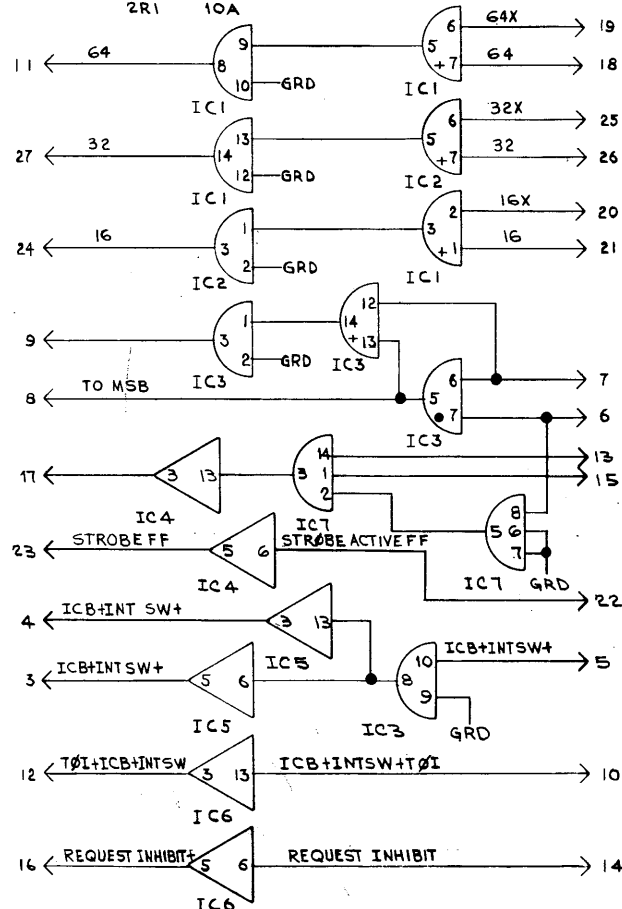 2R1 10A
6 64X 19
11 64 9 8 10 GRD 5 +7 64 18
IC1 IC1
6 32X 25
27 32 13 14 12 GRD 5 +7 32 26
IC1 IC2
2 16X 20
24 16 1 3 2 GRD 3 +1 16 21
IC2 IC1
12 14 +13
9 1 3 2 GRD
IC3 IC3
6 7
8 TO MSB 5 7 6
IC3
14 13
17 3 13 3 1 15
2 8
IC4 IC7 5 6
7
23 STROBE FF 5 6 STRØBE ACTIVE FF IC7 GRD
IC4 22
4 ICB+INT SW+ 3 13
IC5 10 ICB+INTSW+ 5
3 ICB+INTSW+ 5 6 8 9
IC5 IC3 GRD
12 TØI+ICB+INTSW 3 13 ICB+INTSW+TØI 10
IC6
16 REQUEST INHIBIT+ 5 6 REQUEST INHIBIT 14
IC6